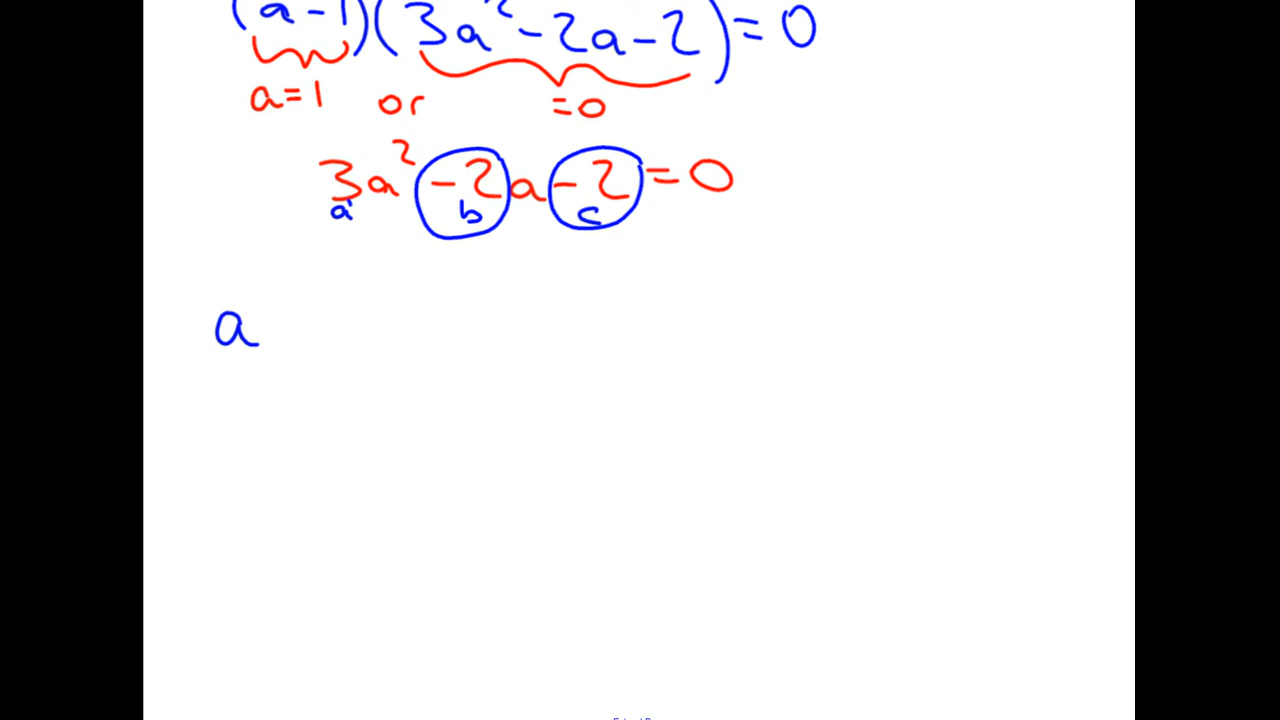 (a-1)(3a²-2a-2)=0
a=1 or =0
3a²-2a-2=0
a b c
a